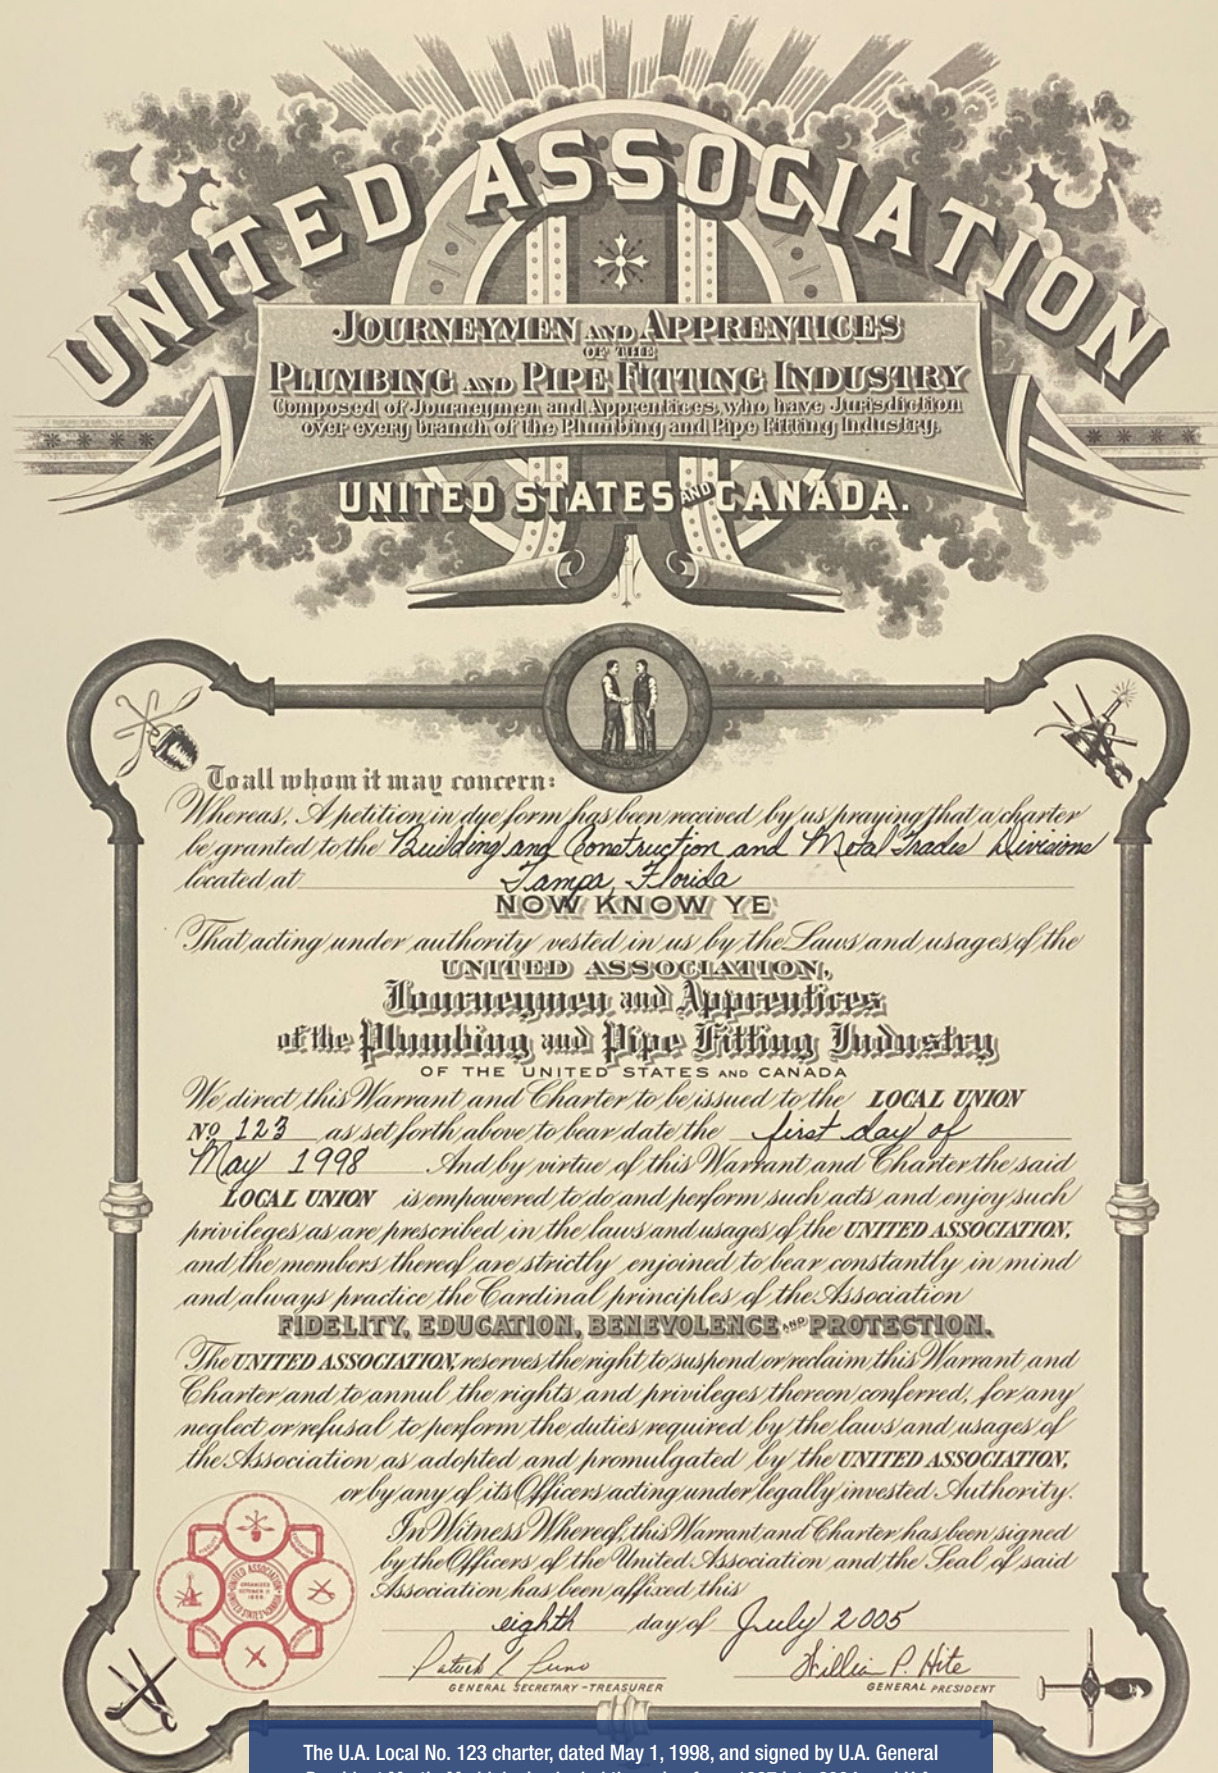 UNITED ASSOCIATION
JOURNEYMEN AND APPRENTICES
OF THE
PLUMBING AND PIPE FITTING INDUSTRY
Composed of Journeymen and Apprentices, who have Jurisdiction
over every branch of the Plumbing and Pipe Fitting Industry.
UNITED STATES AND CANADA.
To all whom it may concern:
Whereas, A petition in dye form has been received by us praying that a charter
be granted to the Building and Construction and Metal Trades Divisions
located at Tampa, Florida
NOW KNOW YE
That acting under authority vested in us by the Laws and usages of the
UNITED ASSOCIATION,
Journeymen and Apprentices
of the Plumbing and Pipe Fitting Industry
OF THE UNITED STATES AND CANADA
We direct this Warrant and Charter to be issued to the LOCAL UNION
No 123 as set forth above to bear date the first day of
May 1998 And by virtue of this Warrant and Charter the said
LOCAL UNION is empowered to do and perform such acts and enjoy such
privileges as are prescribed in the laws and usages of the UNITED ASSOCIATION,
and the members thereof are strictly enjoined to bear constantly in mind
and always practice the Cardinal principles of the Association
FIDELITY, EDUCATION, BENEVOLENCE AND PROTECTION.
The UNITED ASSOCIATION, reserves the right to suspend or reclaim this Warrant and
Charter and to annul the rights and privileges thereon conferred, for any
neglect or refusal to perform the duties required by the laws and usages of
the Association as adopted and promulgated by the UNITED ASSOCIATION,
or by any of its Officers acting under legally invested Authority.
In Witness Whereof, this Warrant and Charter has been signed
by the Officers of the United Association and the Seal of said
Association has been affixed this
eighth day of July 2005
William P. Hite
GENERAL SECRETARY-TREASURER
GENERAL PRESIDENT
UNITED ASSOCIATION
ORGANIZED
OCTOBER 11
1889
UNITED STATES & CANADA
The U.A. Local No. 123 charter, dated May 1, 1998, and signed by U.A. General